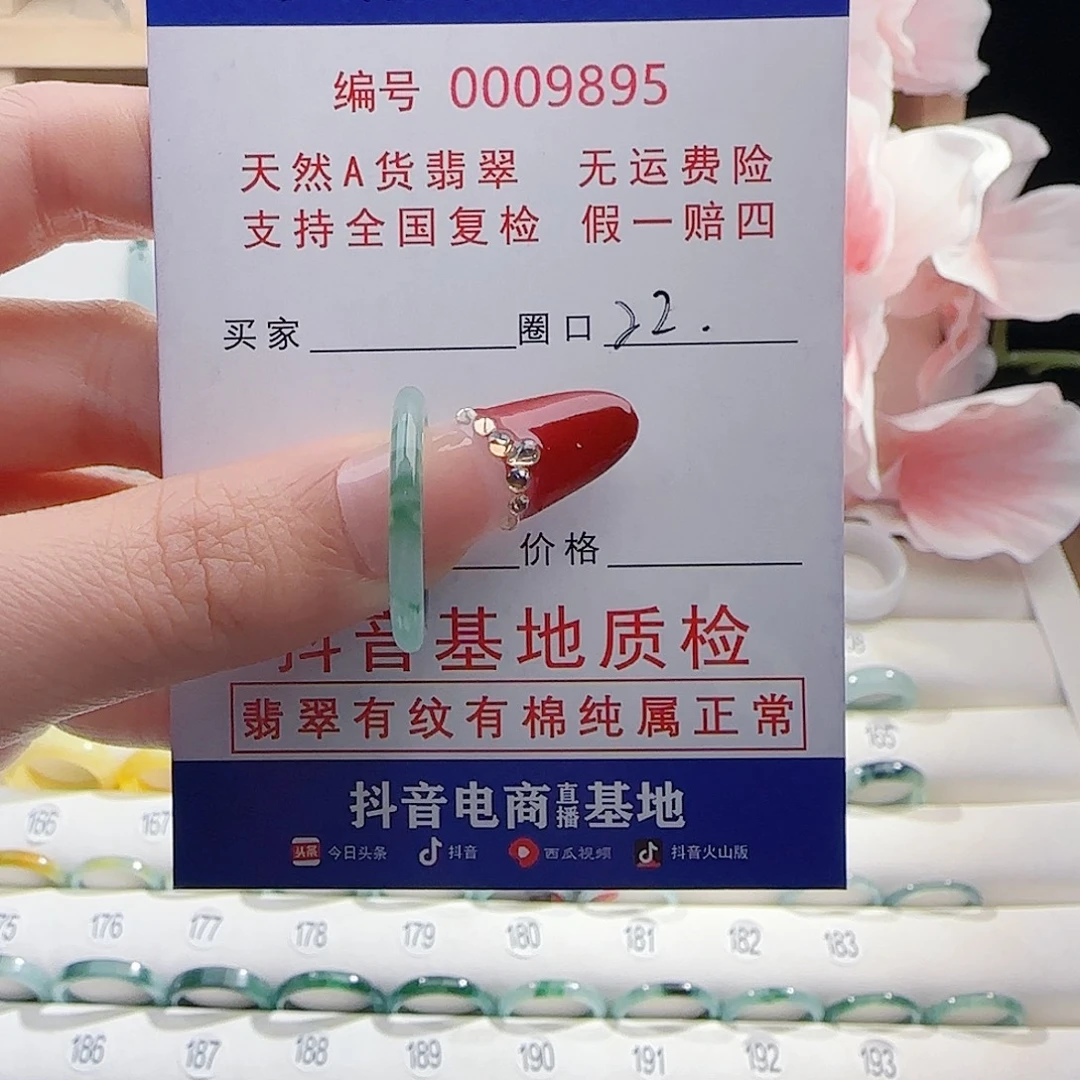 编号 0009895
天然A货翡翠 无运费险
支持全国复检 假一赔四
买家 圈口 22.
价格
抖音基地质检
翡翠有纹有棉纯属正常
抖音电商直播基地
头条 今日头条 抖音 西瓜视频 抖音火山版
165
166 167
176 177 178 179 180 181 182 183
186 187 188 189 190 191 192 193